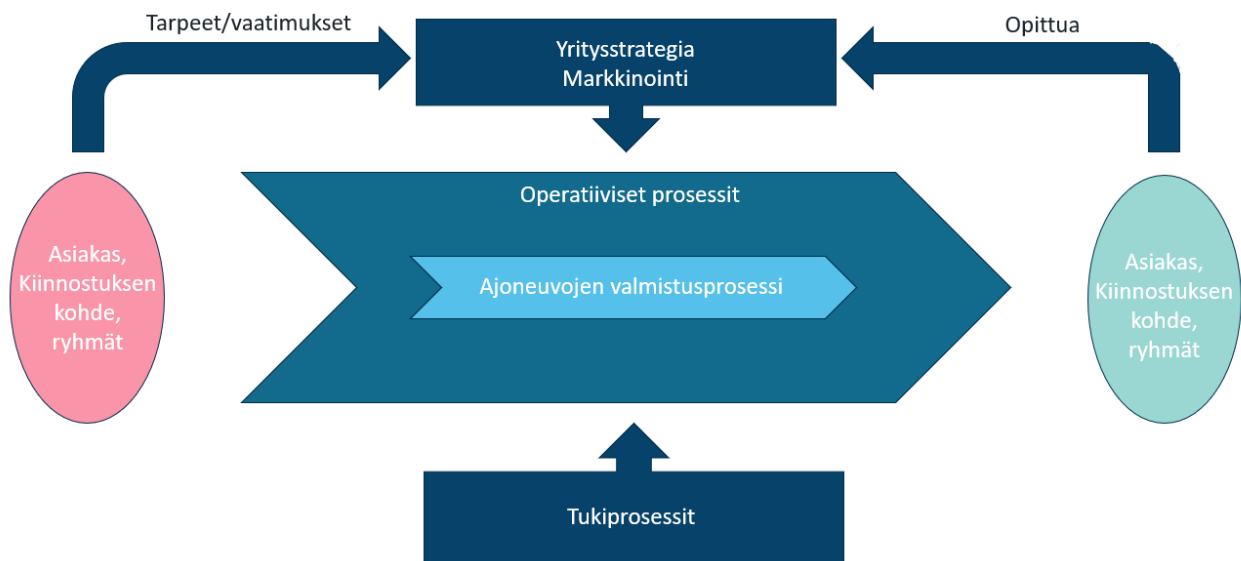 Tarpeet/vaatimukset
Opittua
Yritysstrategia
Markkinointi
Operatiiviset prosessit
Asiakas,
Kiinnostuksen
kohde,
ryhmät
Ajoneuvojen valmistusprosessi
Asiakas,
Kiinnostuksen
kohde,
ryhmät
Tukiprosessit